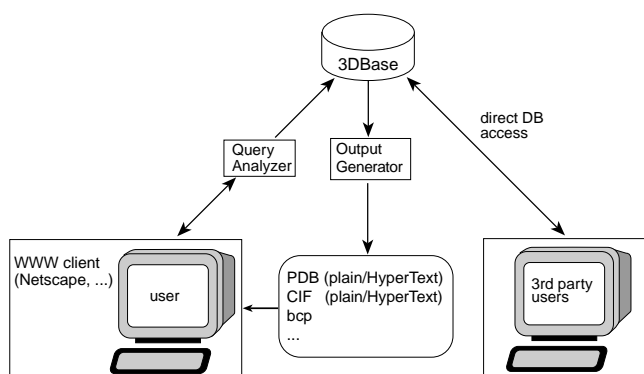 3DBase
direct DB
access
Query
Analyzer
Output
Generator
WWW client
(Netscape, ...)
user
PDB (plain/HyperText)
CIF (plain/HyperText)
bcp
...
3rd party
users